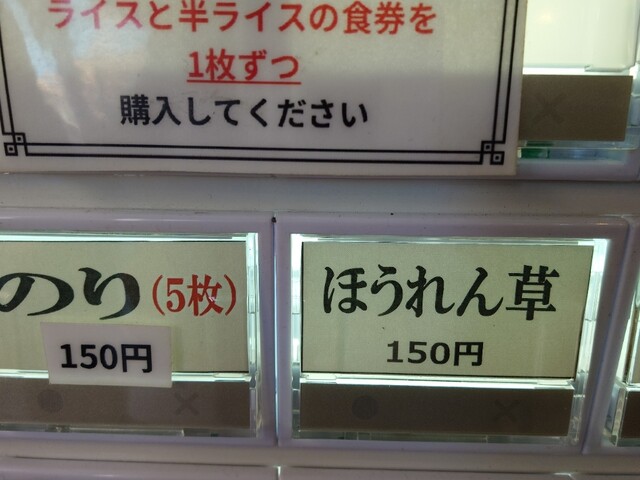 ライスと半ライスの食券を
1枚ずつ
購入してください
のり(5枚)
150円
ほうれん草
150円